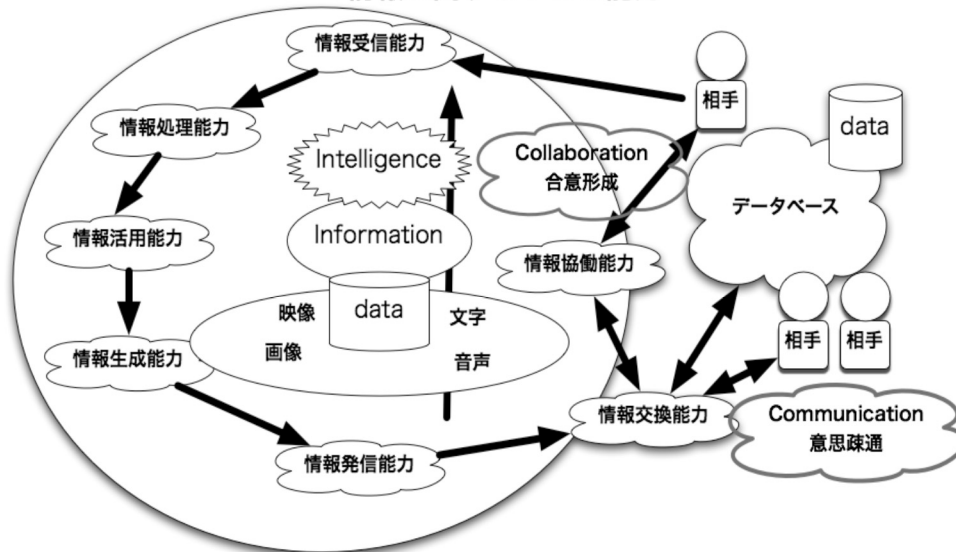 情報受信能力
相手
情報処理能力
data
Intelligence
Collaboration
合意形成
データベース
情報活用能力
Information
情報協働能力
映像
data
文字
画像
音声
相手
相手
情報生成能力
情報交換能力
Communication
意思疎通
情報発信能力